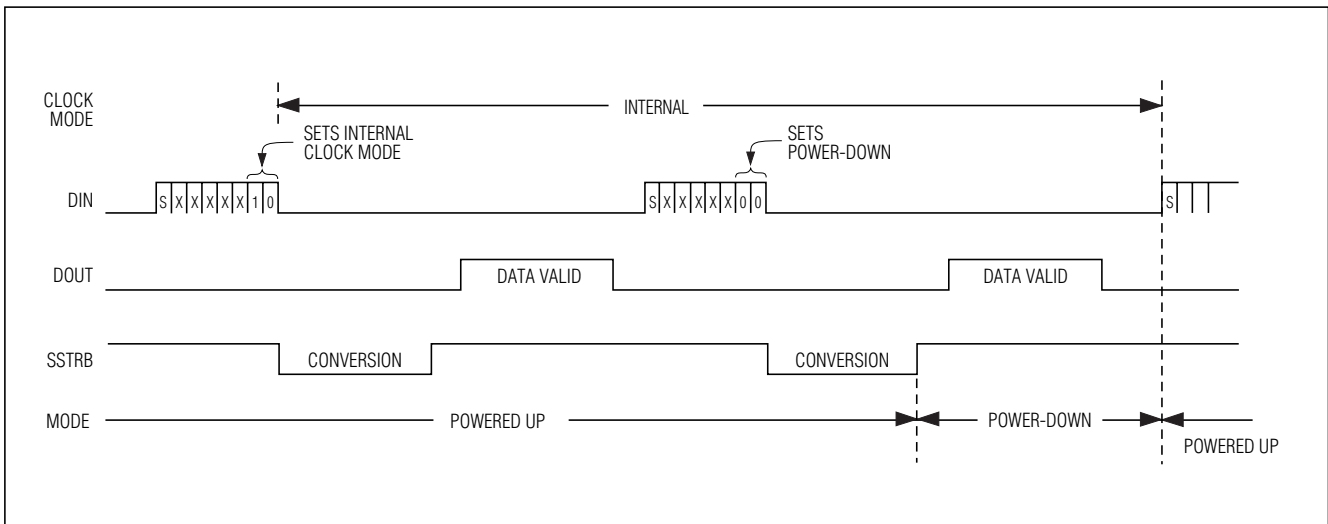 CLOCK
MODE
INTERNAL
SETS INTERNAL
CLOCK MODE
SETS
POWER-DOWN
DIN
S X X X X X 1 0
S X X X X X 0 0
S
DOUT
DATA VALID
DATA VALID
SSTRB
CONVERSION
CONVERSION
MODE
POWERED UP
POWER-DOWN
POWERED UP